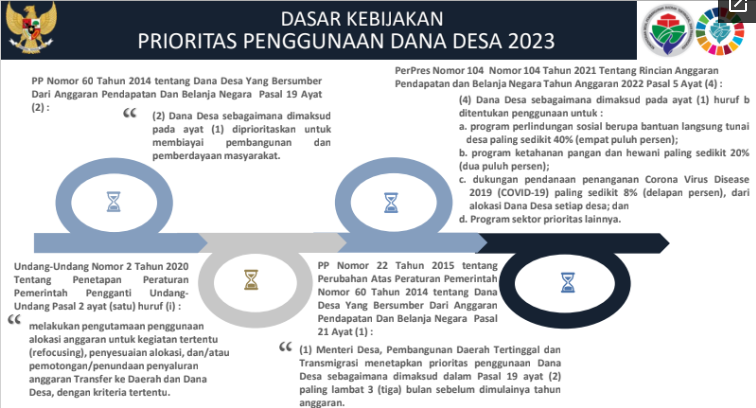 DASAR KEBIJAKAN
PRIORITAS PENGGUNAAN DANA DESA 2023
PP Nomor 60 Tahun 2014 tentang Dana Desa Yang Bersumber
Dari Anggaran Pendapatan Dan Belanja Negara Pasal 19 Ayat
(2) :
“ (2) Dana Desa sebagaimana dimaksud
pada ayat (1) diprioritaskan untuk
membiayai pembangunan dan
pemberdayaan masyarakat.
PerPres Nomor 104 Nomor 104 Tahun 2021 Tentang Rincian Anggaran
Pendapatan dan Belanja Negara Tahun Anggaran 2022 Pasal 5 Ayat (4) :
(4) Dana Desa sebagaimana dimaksud pada ayat (1) huruf b
ditentukan penggunaan untuk :
a. program perlindungan sosial berupa bantuan langsung tunai
desa paling sedikit 40% (empat puluh persen);
b. program ketahanan pangan dan hewani paling sedikit 20%
(dua puluh persen);
c. dukungan pendanaan penanganan Corona Virus Disease
2019 (COVID-19) paling sedikit 8% (delapan persen), dari
alokasi Dana Desa setiap desa; dan
d. Program sektor prioritas lainnya.
Undang-Undang Nomor 2 Tahun 2020
Tentang Penetapan Peraturan
Pemerintah Pengganti Undang-
Undang Pasal 2 ayat (satu) huruf (i) :
“ melakukan pengutamaan penggunaan
alokasi anggaran untuk kegiatan tertentu
(refocusing), penyesuaian alokasi, dan/atau
pemotongan/penundaan penyaluran
anggaran Transfer ke Daerah dan Dana
Desa, dengan kriteria tertentu.
PP Nomor 22 Tahun 2015 tentang
Perubahan Atas Peraturan Pemerintah
Nomor 60 Tahun 2014 tentang Dana
Desa Yang Bersumber Dari Anggaran
Pendapatan Dan Belanja Negara Pasal
21 Ayat (1) :
“ (1) Menteri Desa, Pembangunan Daerah Tertinggal dan
Transmigrasi menetapkan prioritas penggunaan Dana
Desa sebagaimana dimaksud dalam Pasal 19 ayat (2)
paling lambat 3 (tiga) bulan sebelum dimulainya tahun
anggaran.